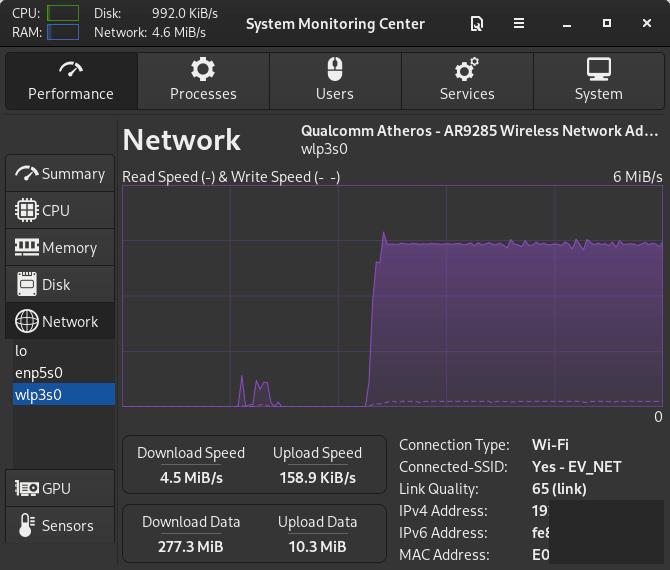 CPU: Disk: 992.0 KiB/s
RAM: Network: 4.6 MiB/s
System Monitoring Center
Performance Processes Users Services System
Network
Qualcomm Atheros - AR9285 Wireless Network Ad...
wlp3s0
Read Speed (-) & Write Speed (- -) 6 MiB/s
Summary
CPU
Memory
Disk
Network
lo
enp5s0
wlp3s0
GPU
Sensors
0
Download Speed Upload Speed
4.5 MiB/s 158.9 KiB/s
Download Data Upload Data
277.3 MiB 10.3 MiB
Connection Type: Wi-Fi
Connected-SSID: Yes - EV_NET
Link Quality: 65 (link)
IPv4 Address: 19
IPv6 Address: fe8
MAC Address: E0